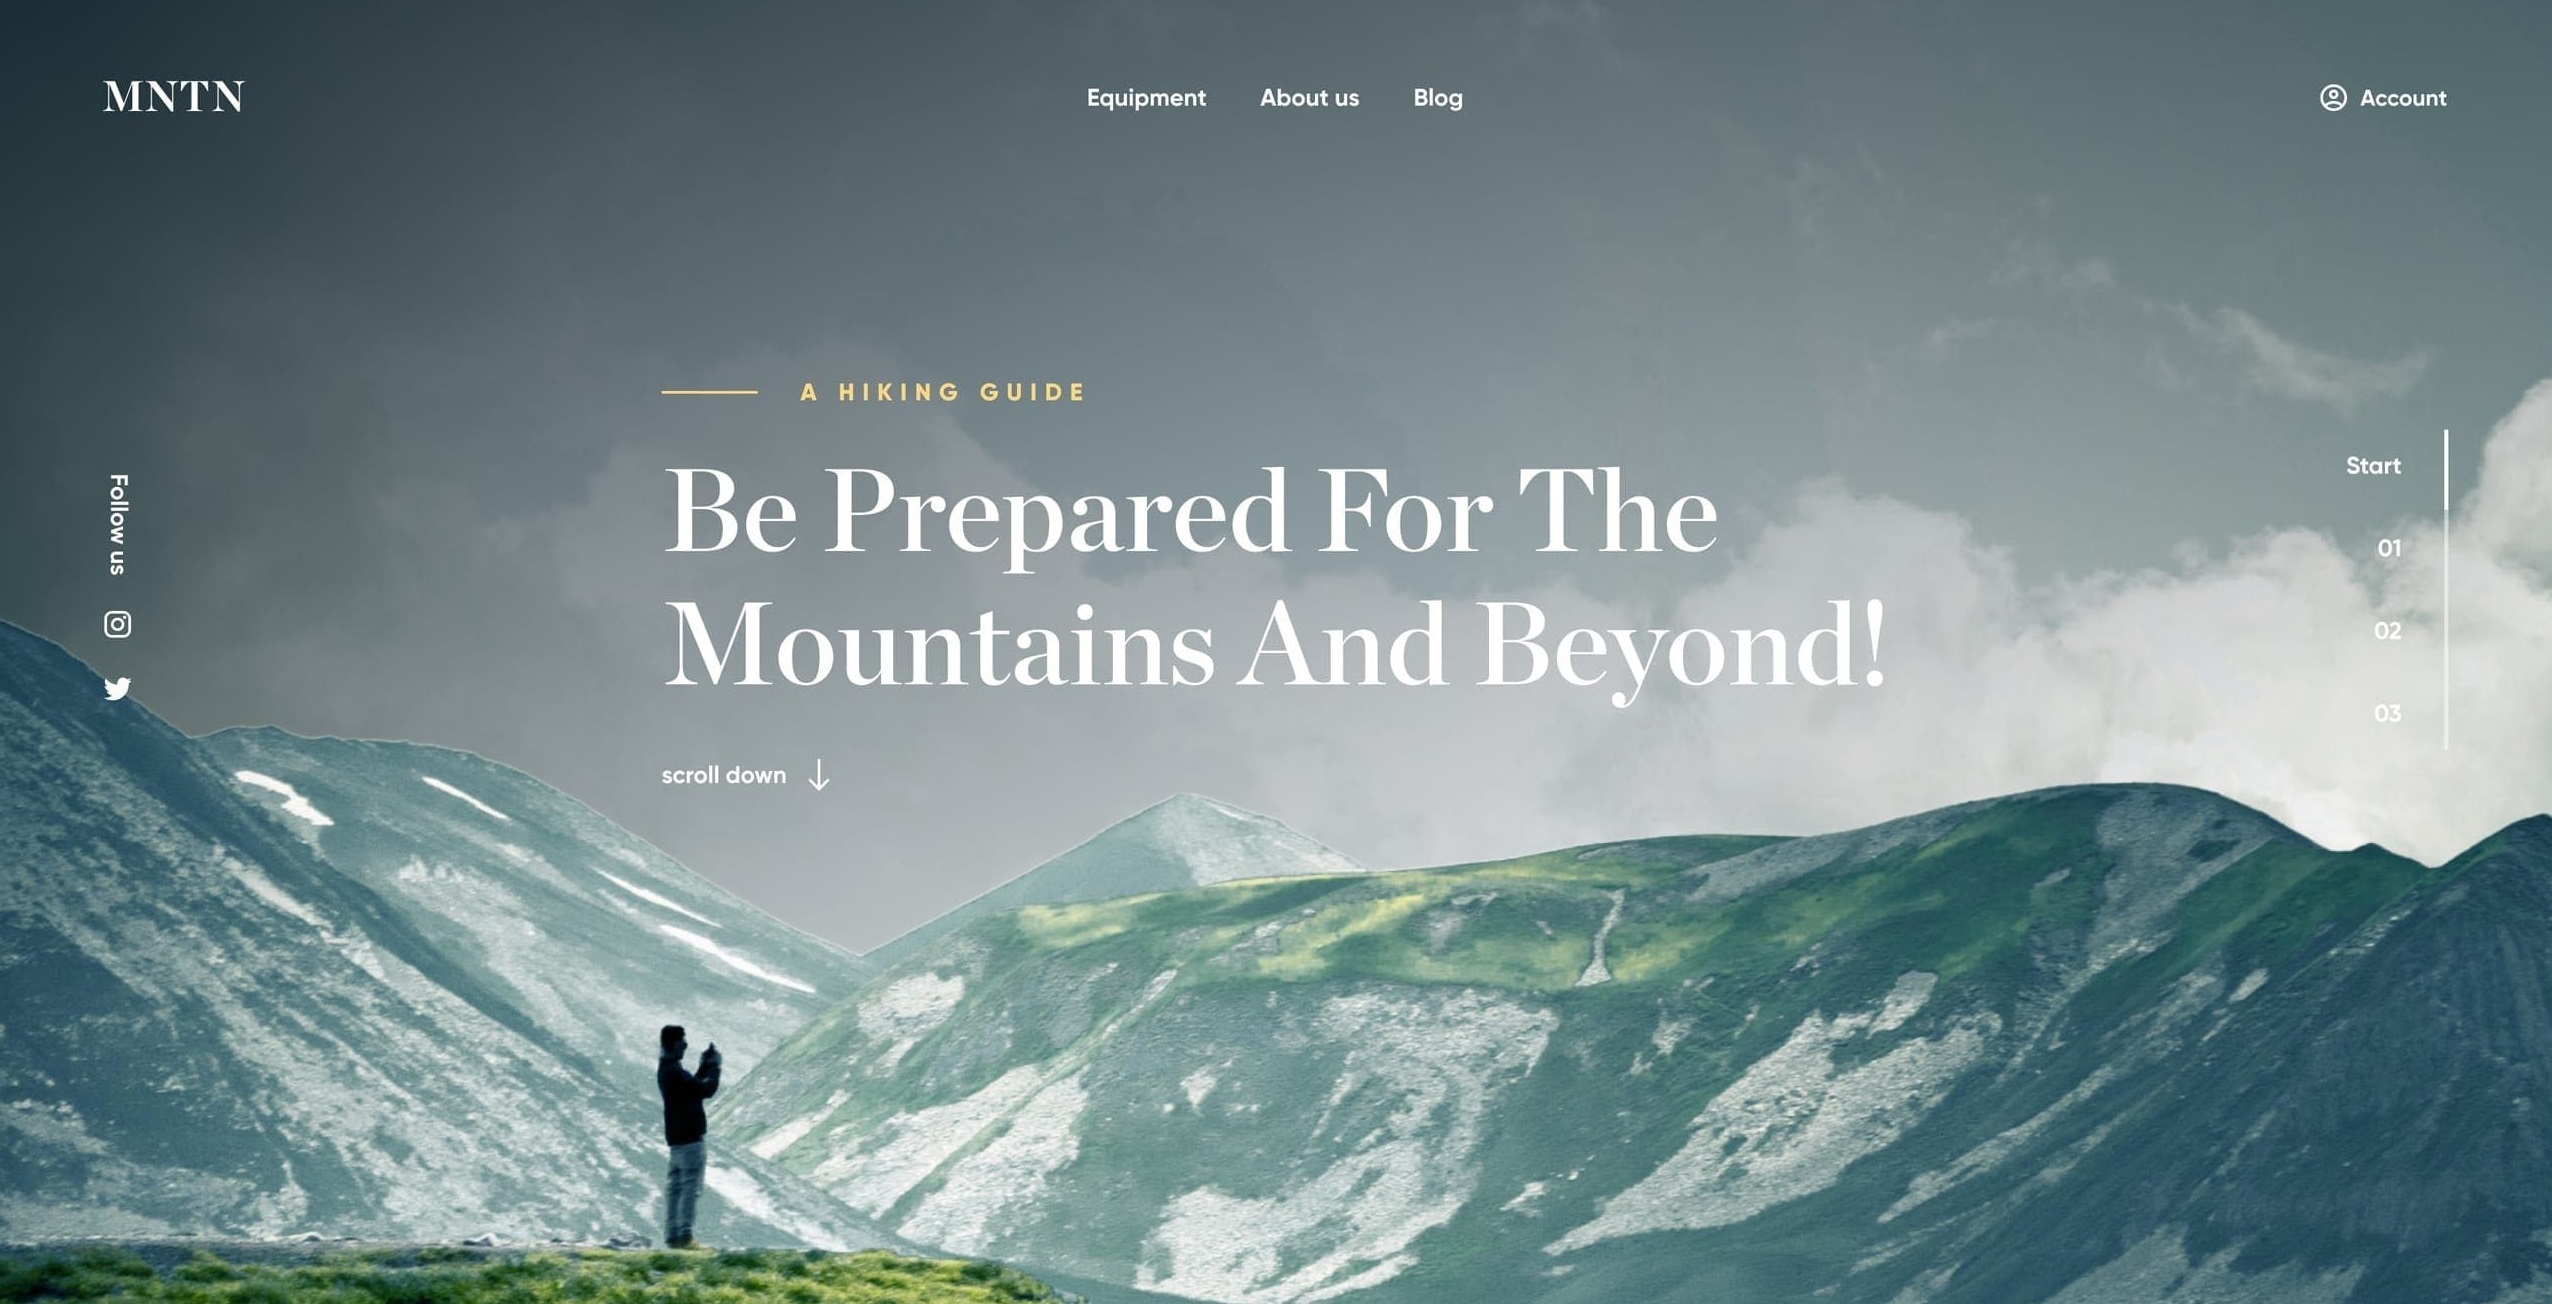 MNTN
Equipment
About us
Blog
Account
A HIKING GUIDE
Be Prepared For The
Mountains And Beyond!
scroll down
Follow us
Start
01
02
03